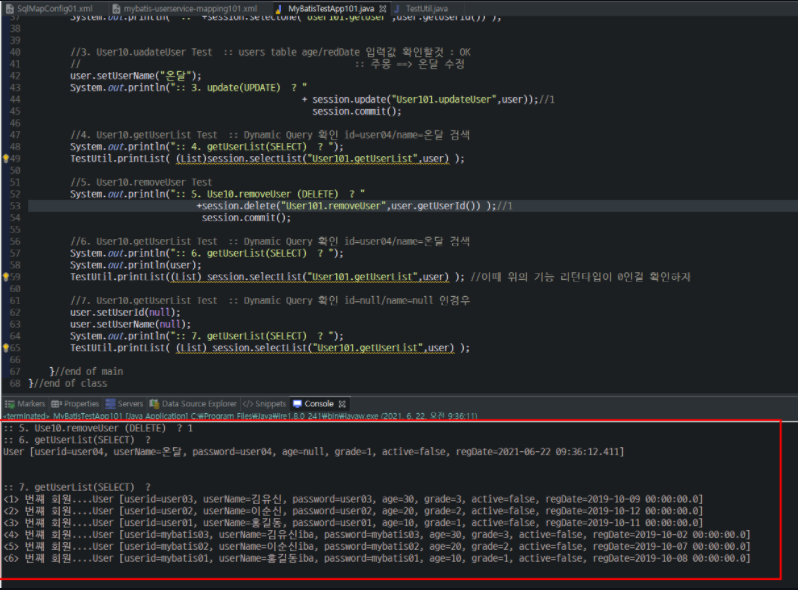 SqlMapConfig01.xml mybatis-userservice-mapping101.xml MyBatisTestApp101.java TestUtil.java
37 System.out.println( :: +session.selectOne("User101.getUser",user.getUserId()) );
40 //3. User10.uadateUser Test :: users table age/redDate 입력값 확인할것 : OK
41 // :: 주몽 ==> 온달 수정
42 user.setUserName("온달");
43 System.out.println(":: 3. update(UPDATE) ? "
44 + session.update("User101.updateUser",user));//1
45 session.commit();
46
47 //4. User10.getUserList Test :: Dynamic Query 확인 id=user04/name=온달 검색
48 System.out.println(":: 4. getUserList(SELECT) ? ");
49 TestUtil.printList( (List)session.selectList("User101.getUserList",user) );
50
51 //5. User10.removeUser Test
52 System.out.println(":: 5. Use10.removeUser (DELETE) ? "
53 +session.delete("User101.removeUser",user.getUserId()) );//1
54 session.commit();
55
56 //6. User10.getUserList Test :: Dynamic Query 확인 id=user04/name=온달 검색
57 System.out.println(":: 6. getUserList(SELECT) ? ");
58 System.out.println(user);
59 TestUtil.printList((List) session.selectList("User101.getUserList",user) ); //이때 위의 기능 리턴타입이 0인걸 확인하자
60
61 //7. User10.getUserList Test :: Dynamic Query 확인 id=null/name=null 인경우
62 user.setUserId(null);
63 user.setUserName(null);
64 System.out.println(":: 7. getUserList(SELECT) ? ");
65 TestUtil.printList( (List) session.selectList("User101.getUserList",user) );
66
67 }//end of main
68 }//end of class
Markers Properties Servers Data Source Explorer Snippets Console
<terminated> MyBatisTestApp101 [Java Application] C:₩Program Files₩Java₩jre1.8.0_241₩bin₩javaw.exe (2021. 6. 22. 오전 9:36:11)
:: 5. Use10.removeUser (DELETE) ? 1
:: 6. getUserList(SELECT) ?
User [userid=user04, userName=온달, password=user04, age=null, grade=1, active=false, regDate=2021-06-22 09:36:12.411]
:: 7. getUserList(SELECT) ?
<1> 번째 회원....User [userid=user03, userName=김유신, password=user03, age=30, grade=3, active=false, regDate=2019-10-09 00:00:00.0]
<2> 번째 회원....User [userid=user02, userName=이순신, password=user02, age=20, grade=2, active=false, regDate=2019-10-12 00:00:00.0]
<3> 번째 회원....User [userid=user01, userName=홍길동, password=user01, age=10, grade=1, active=false, regDate=2019-10-11 00:00:00.0]
<4> 번째 회원....User [userid=mybatis03, userName=김유신iba, password=mybatis03, age=30, grade=3, active=false, regDate=2019-10-02 00:00:00.0]
<5> 번째 회원....User [userid=mybatis02, userName=이순신iba, password=mybatis02, age=20, grade=2, active=false, regDate=2019-10-07 00:00:00.0]
<6> 번째 회원....User [userid=mybatis01, userName=홍길동iba, password=mybatis01, age=10, grade=1, active=false, regDate=2019-10-08 00:00:00.0]